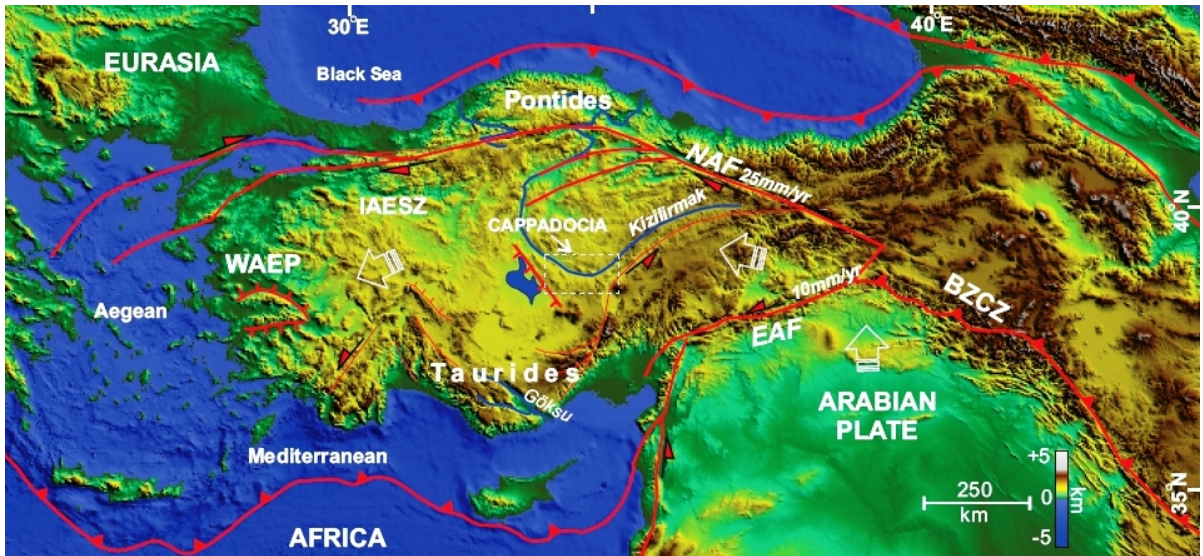 30°E
40°E
EURASIA
Black Sea
Pontides
NAF 25mm/yr
IAESZ
CAPPADOCIA
Kizilirmak
40°N
WAEP
Aegean
10mm/yr
EAF
BZCZ
Taurides
Göksu
ARABIAN
PLATE
Mediterranean
AFRICA
250
km
+5
0
-5
km
35°N